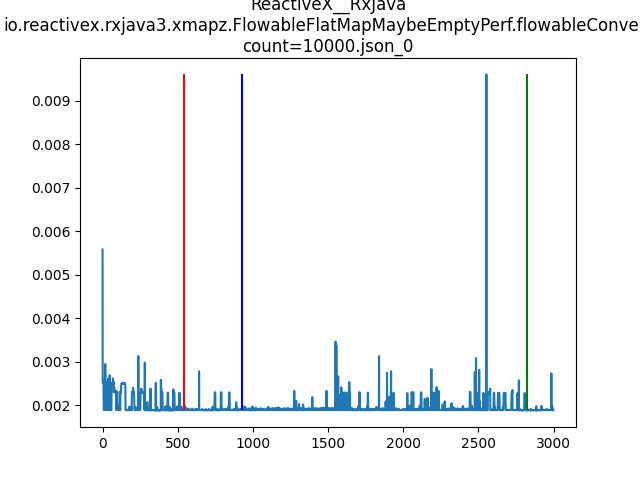 ReactiveX__RxJava
io.reactivex.rxjava3.xmapz.FlowableFlatMapMaybeEmptyPerf.flowableConve
count=10000.json_0
0.009
0.008
0.007
0.006
0.005
0.004
0.003
0.002
0 500 1000 1500 2000 2500 3000